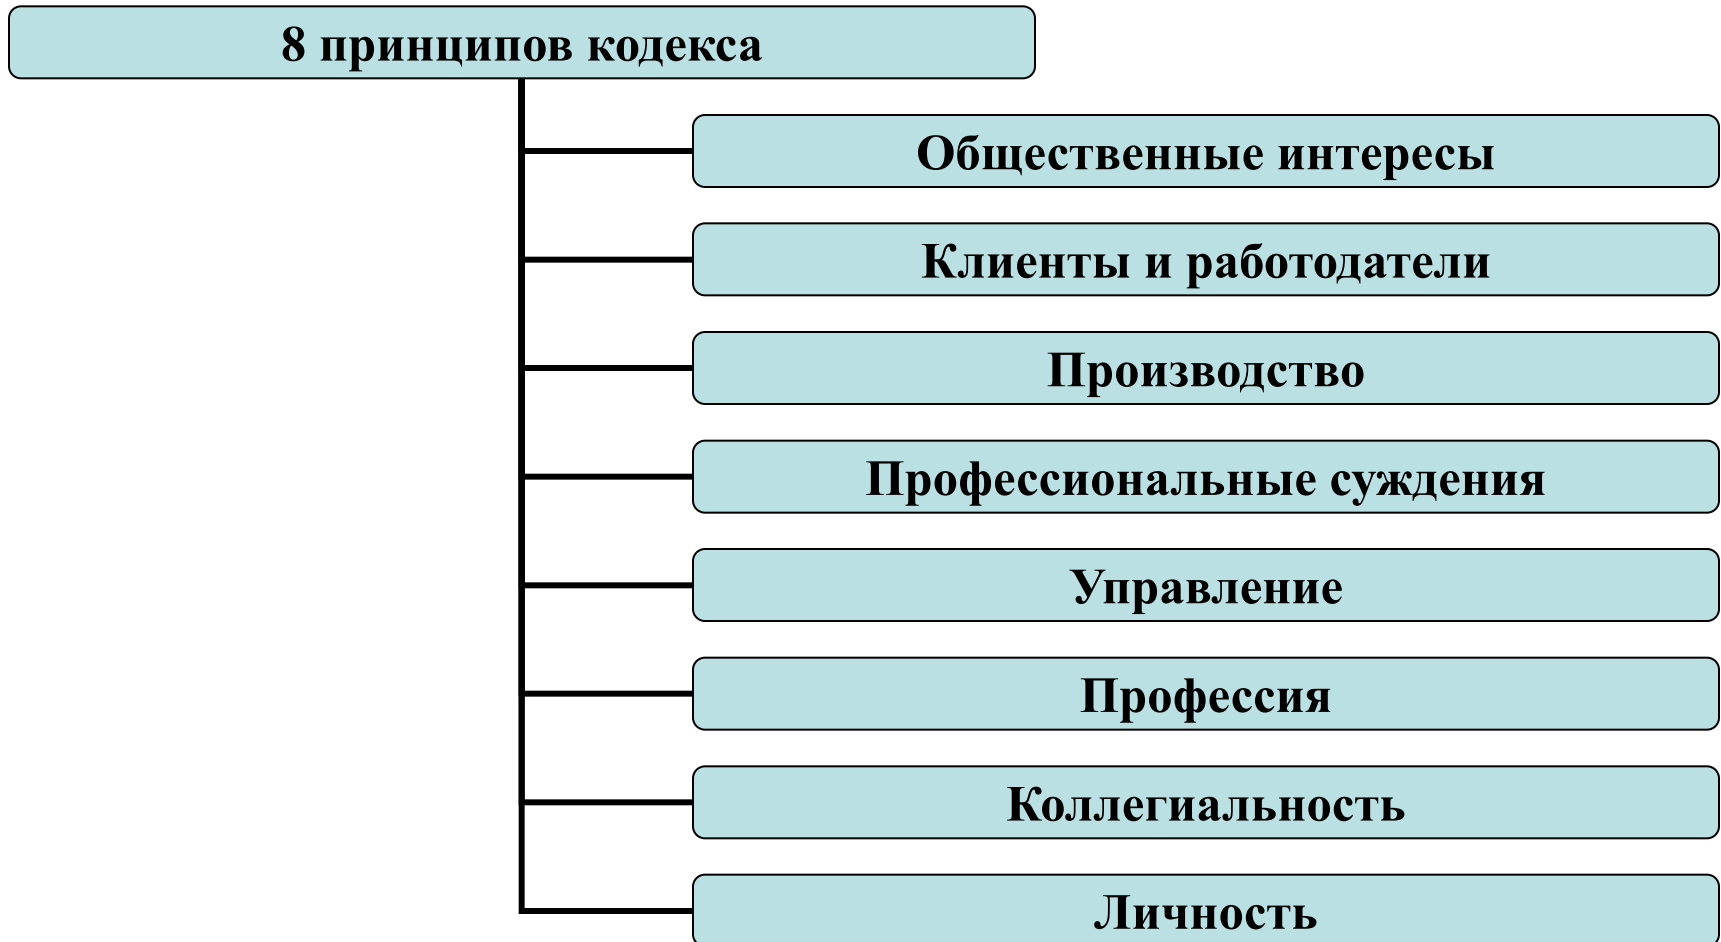 8 принципов кодекса
Общественные интересы
Клиенты и работодатели
Производство
Профессиональные суждения
Управление
Профессия
Коллегиальность
Личность